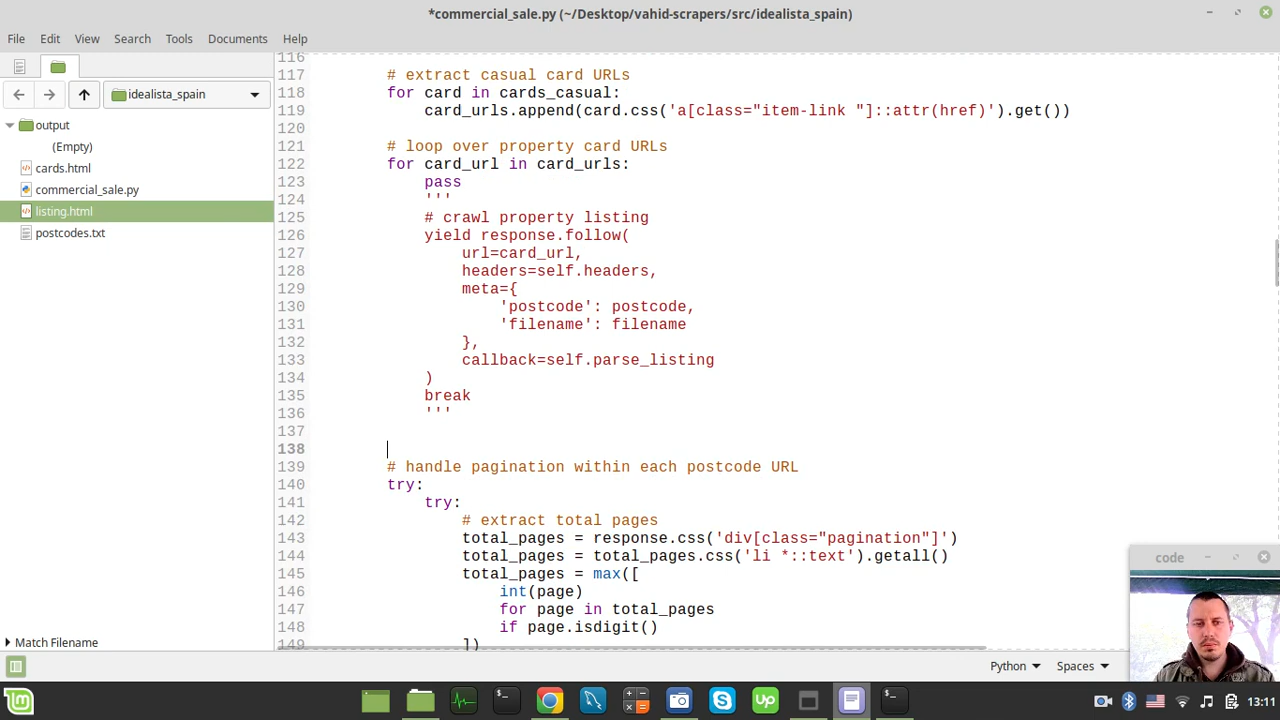 *commercial_sale.py (~/Desktop/vahid-scrapers/src/idealista_spain)
File Edit View Search Tools Documents Help
idealista_spain
output
(Empty)
cards.html
commercial_sale.py
listing.html
postcodes.txt
Match Filename
116
117 # extract casual card URLs
118 for card in cards_casual:
119 card_urls.append(card.css('a[class="item-link "]::attr(href)').get())
120
121 # loop over property card URLs
122 for card_url in card_urls:
123 pass
124 '''
125 # crawl property listing
126 yield response.follow(
127 url=card_url,
128 headers=self.headers,
129 meta={
130 'postcode': postcode,
131 'filename': filename
132 },
133 callback=self.parse_listing
134 )
135 break
136 '''
137
138
139 # handle pagination within each postcode URL
140 try:
141 try:
142 # extract total pages
143 total_pages = response.css('div[class="pagination"]')
144 total_pages = total_pages.css('li *::text').getall()
145 total_pages = max([
146 int(page)
147 for page in total_pages
148 if page.isdigit()
149 ])
code
Python Spaces
Up
13:11